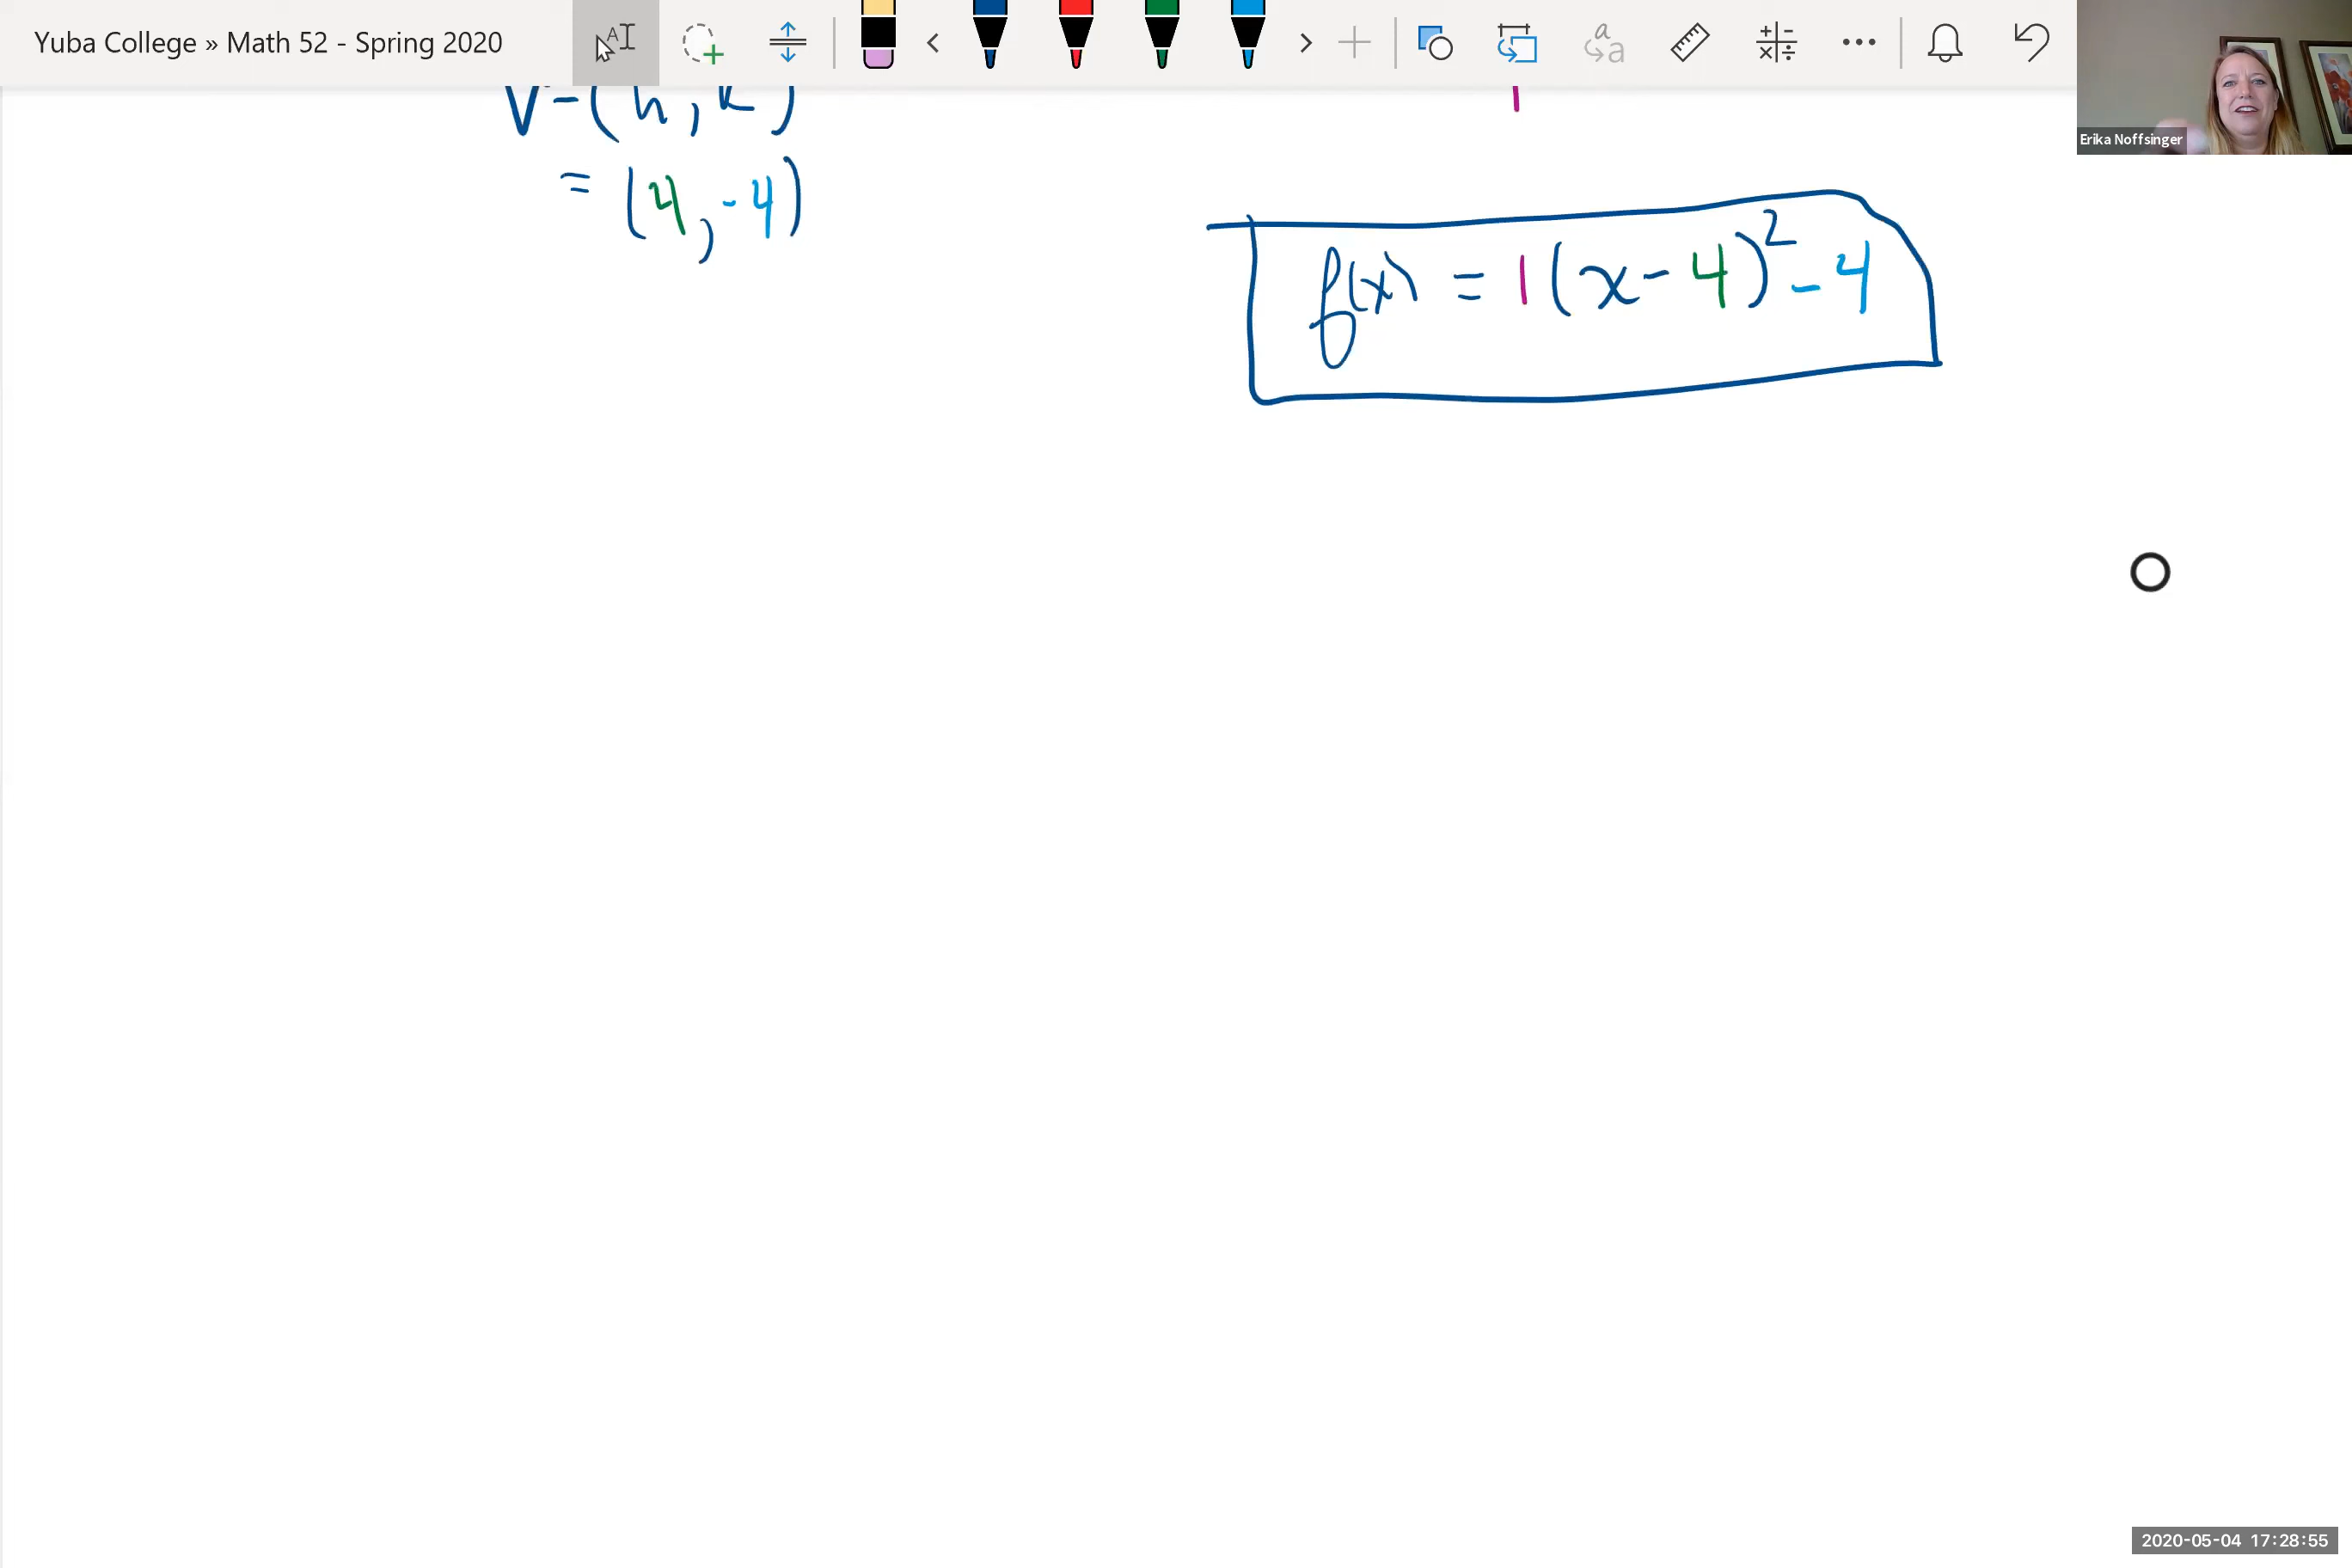 Yuba College » Math 52 - Spring 2020
Erika Noffsinger
V = (h, k)
= (4, -4)
f(x) = 1(x - 4)² - 4
2020-05-04 17:28:55